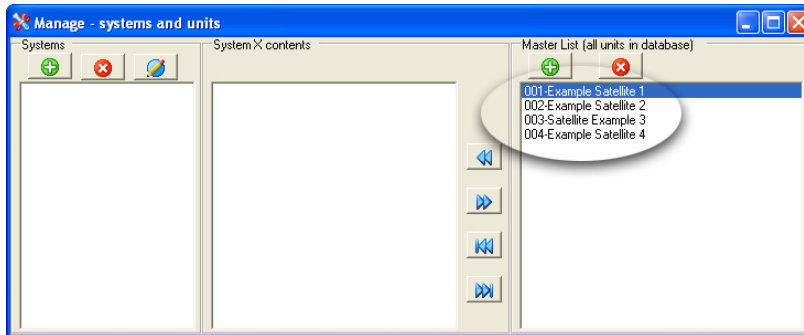 Manage - systems and units
Systems
System X contents
Master List (all units in database)
001-Example Satellite 1
002-Example Satellite 2
003-Satellite Example 3
004-Example Satellite 4